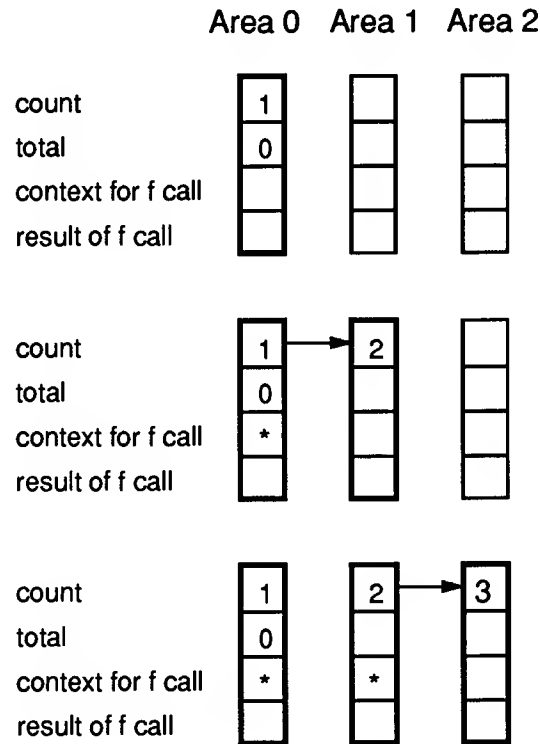 Area 0 Area 1 Area 2
count 1
total 0
context for f call
result of f call
count 1 2
total 0
context for f call *
result of f call
count 1 2 3
total 0
context for f call * *
result of f call